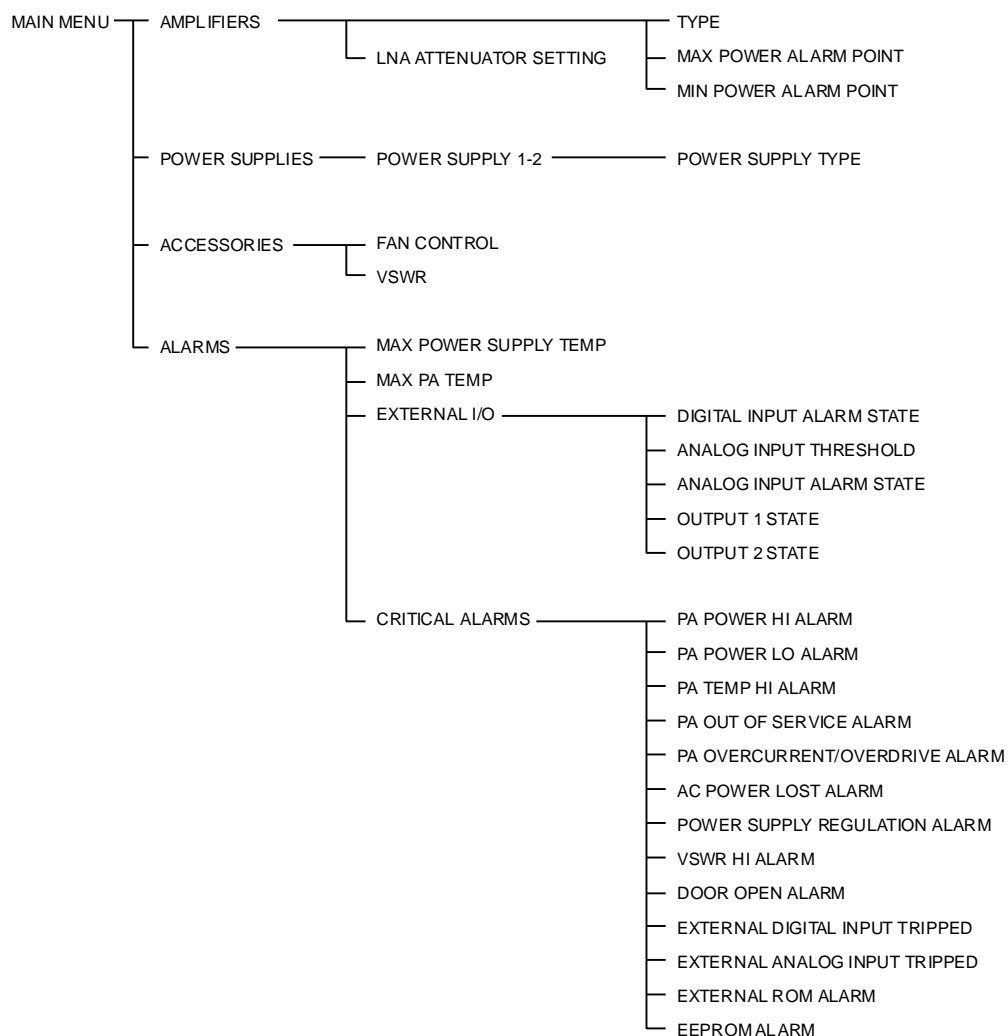 MAIN MENU
AMPLIFIERS
TYPE
LNA ATTENUATOR SETTING
MAX POWER ALARM POINT
MIN POWER ALARM POINT
POWER SUPPLIES
POWER SUPPLY 1-2
POWER SUPPLY TYPE
ACCESSORIES
FAN CONTROL
VSWR
ALARMS
MAX POWER SUPPLY TEMP
MAX PA TEMP
EXTERNAL I/O
DIGITAL INPUT ALARM STATE
ANALOG INPUT THRESHOLD
ANALOG INPUT ALARM STATE
OUTPUT 1 STATE
OUTPUT 2 STATE
CRITICAL ALARMS
PA POWER HI ALARM
PA POWER LO ALARM
PA TEMP HI ALARM
PA OUT OF SERVICE ALARM
PA OVERCURRENT/OVERDRIVE ALARM
AC POWER LOST ALARM
POWER SUPPLY REGULATION ALARM
VSWR HI ALARM
DOOR OPEN ALARM
EXTERNAL DIGITAL INPUT TRIPPED
EXTERNAL ANALOG INPUT TRIPPED
EXTERNAL ROM ALARM
EEPROM ALARM